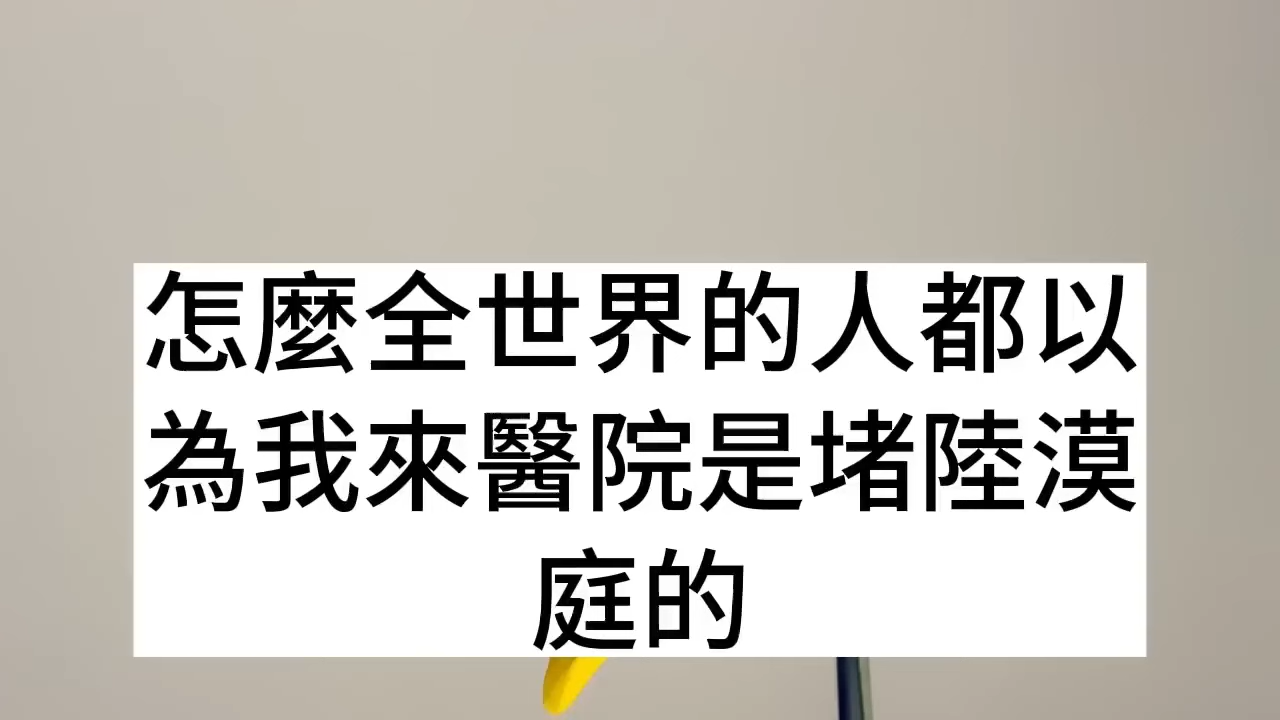 怎麼全世界的人都以
為我來醫院是堵陸漠
庭的